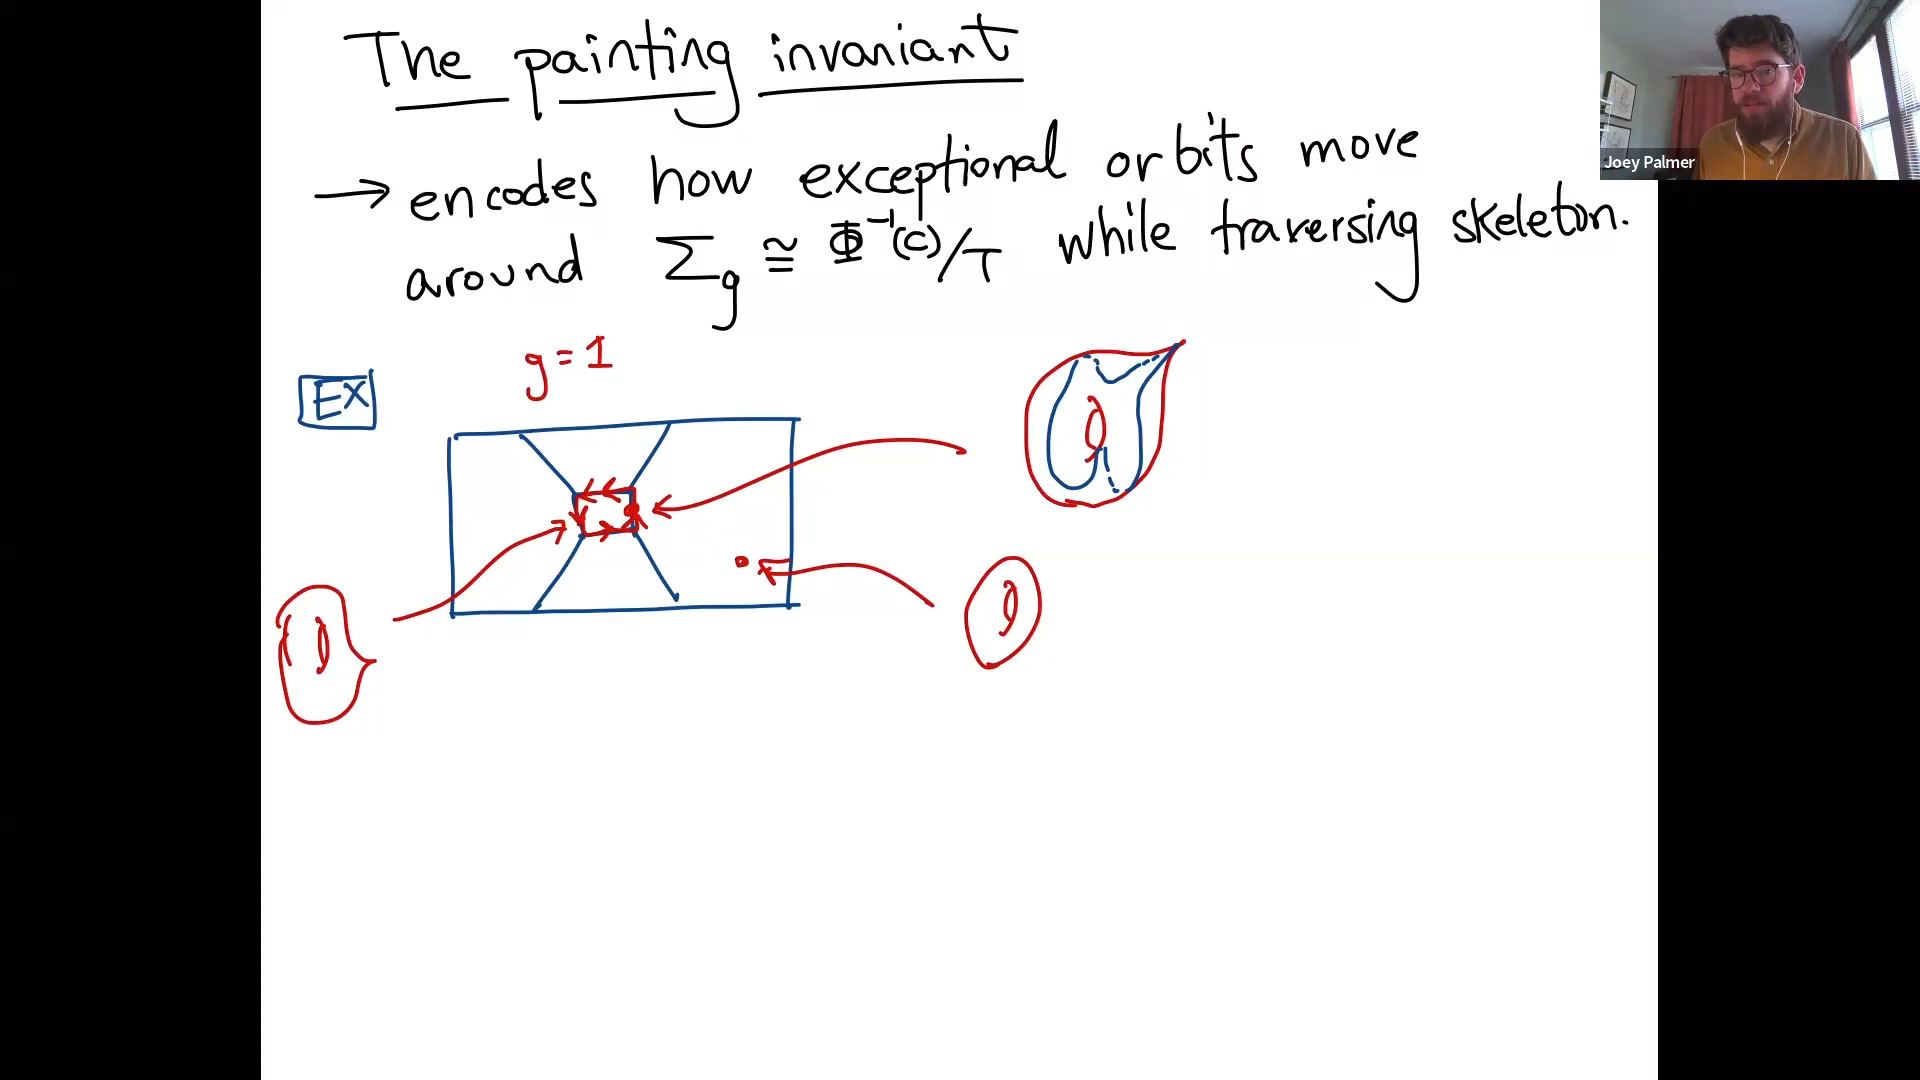 The painting invariant
→ encodes how exceptional orbits move
around Σg ≅ Φ⁻¹(c)/T while traversing skeleton.
EX
g = 1
Joey Palmer